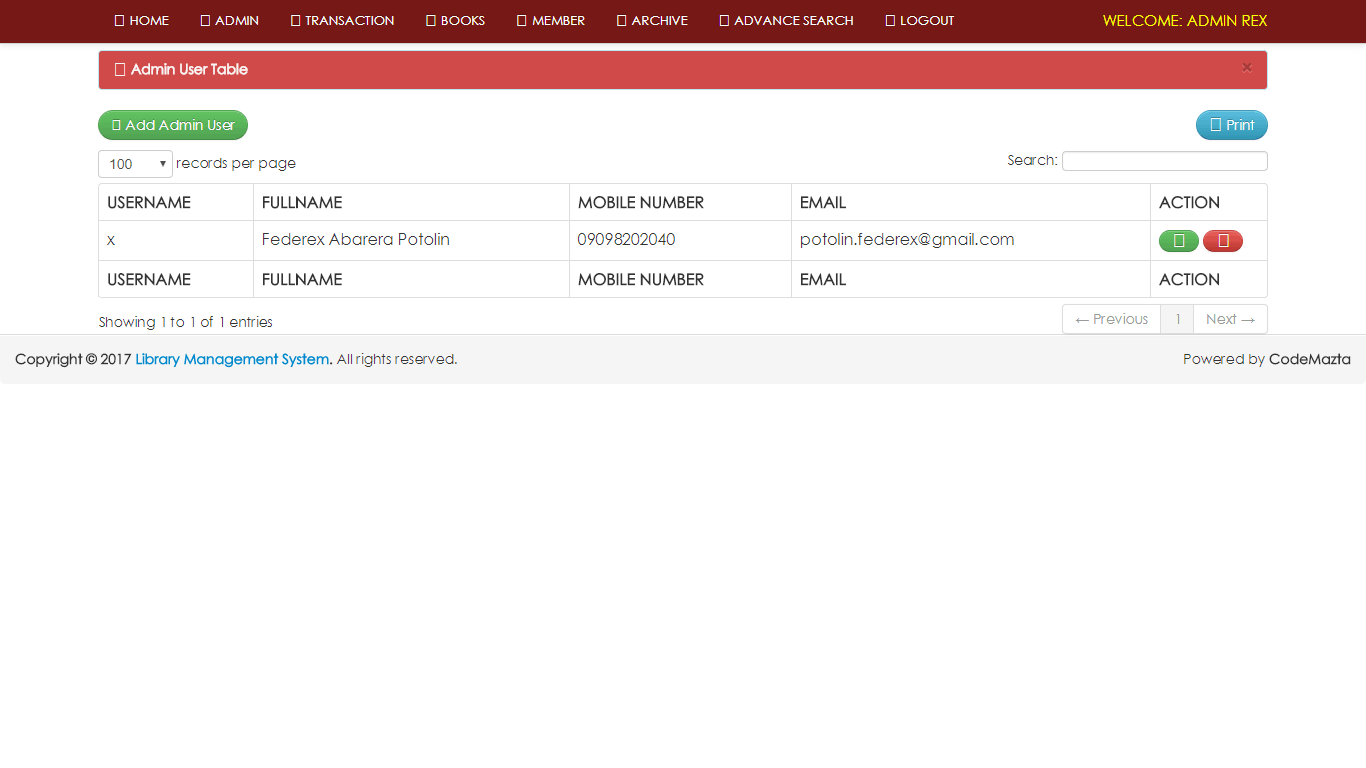 HOME ADMIN TRANSACTION BOOKS MEMBER ARCHIVE ADVANCE SEARCH LOGOUT WELCOME: ADMIN REX
Admin User Table ×
Add Admin User Print
100 records per page Search:
USERNAME FULLNAME MOBILE NUMBER EMAIL ACTION
x Federex Abarera Potolin 09098202040 potolin.federex@gmail.com
USERNAME FULLNAME MOBILE NUMBER EMAIL ACTION
Showing 1 to 1 of 1 entries ← Previous 1 Next →
Copyright © 2017 Library Management System. All rights reserved. Powered by CodeMazta